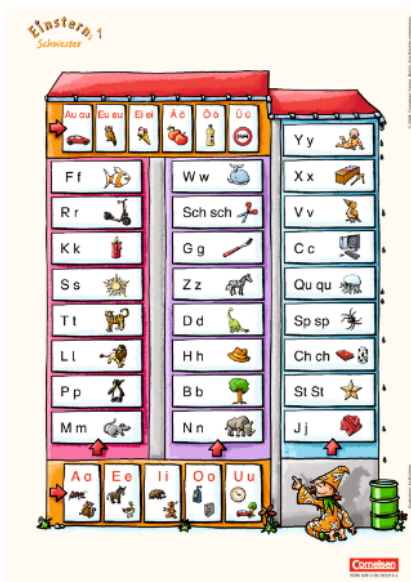 Einstern 1
Schwester
Au au Eu eu Ei ei Ä ä Ö ö Ü ü
Y y
F f W w X x
R r Sch sch V v
K k G g C c
S s Z z Qu qu
T t D d Sp sp
L l H h Ch ch
P p B b St St
M m N n J j
A a E e I i O o U u
Cornelsen